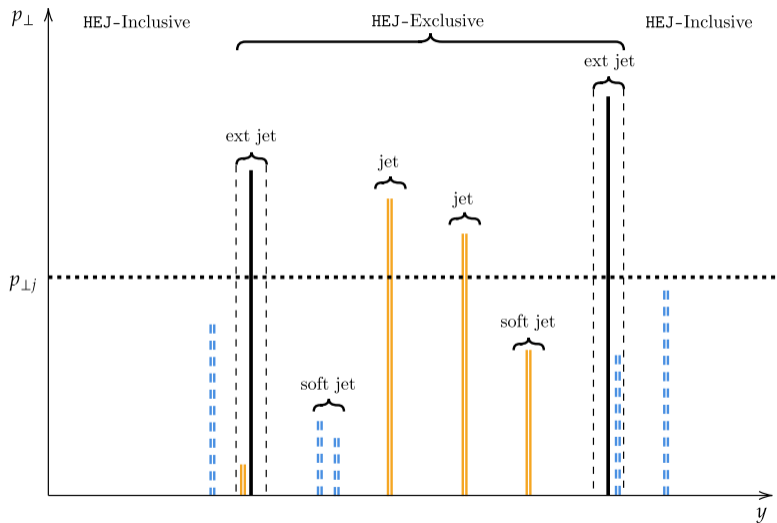 p⊥
HEJ-Inclusive
HEJ-Exclusive
HEJ-Inclusive
ext jet
ext jet
jet
jet
p⊥j
soft jet
soft jet
y